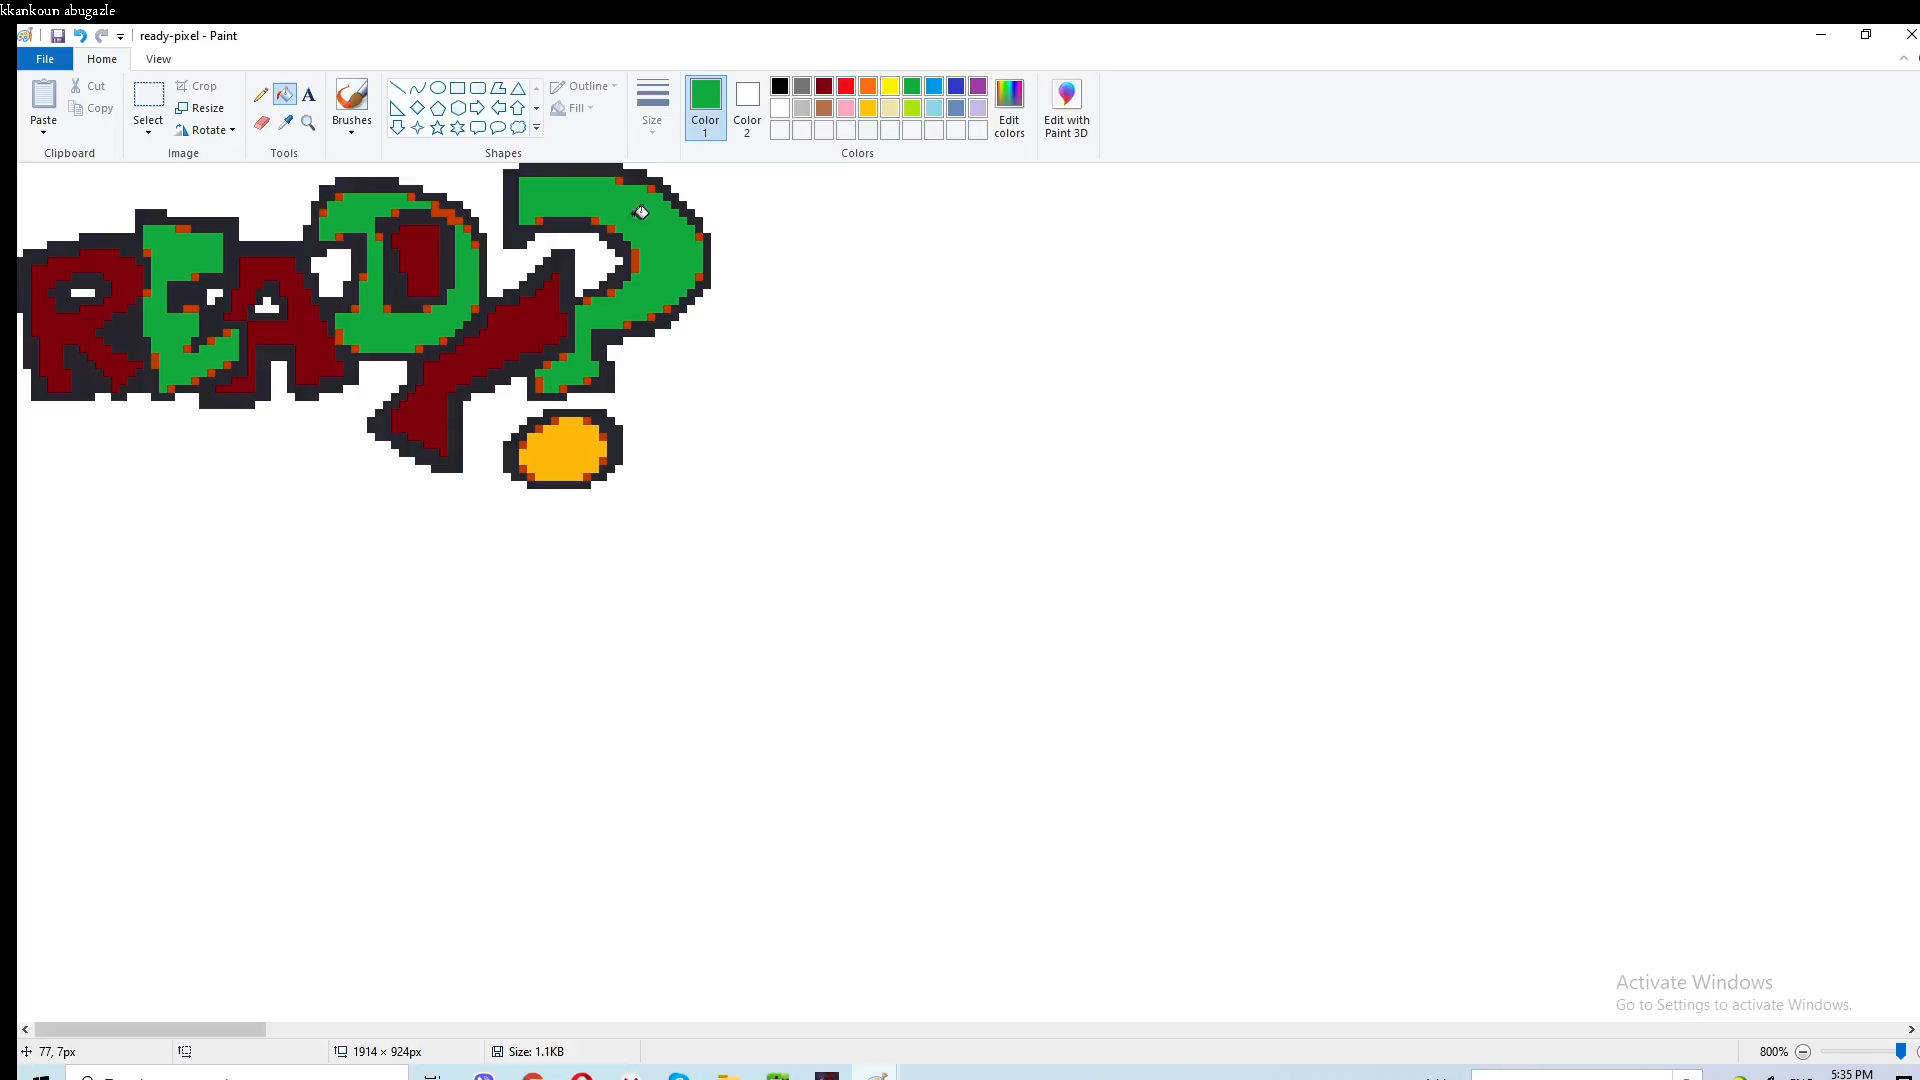 kkankoun abugazle
ready-pixel - Paint
File Home View
Cut
Copy
Paste
Clipboard
Crop
Resize
Rotate
Select
Image
A
Tools
Brushes
Outline
Fill
Shapes
Size
Color 1
Color 2
Edit colors
Colors
Edit with Paint 3D
READY?
Activate Windows
Go to Settings to activate Windows.
77, 7px
1914 × 924px
Size: 1.1KB
800%
5:35 PM